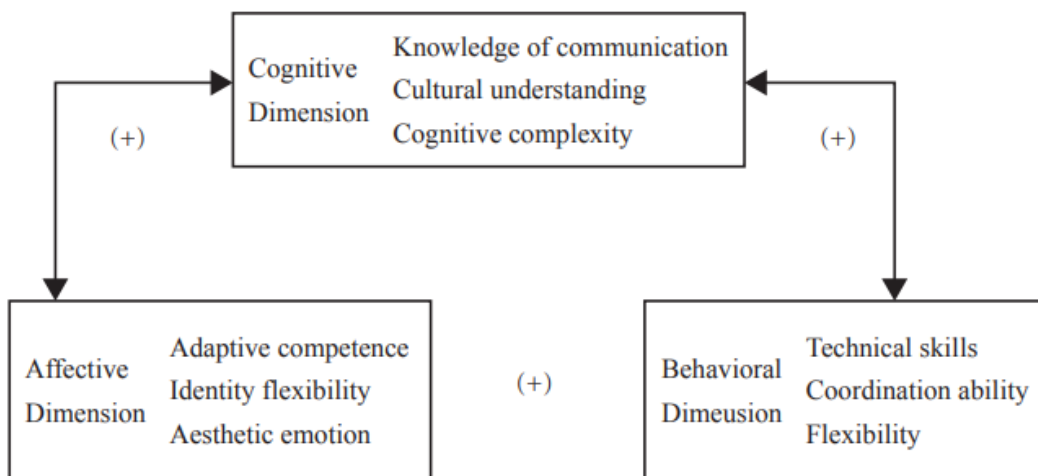 Cognitive
Dimension
Knowledge of communication
Cultural understanding
Cognitive complexity
(+)
(+)
Affective
Dimension
Adaptive competence
Identity flexibility
Aesthetic emotion
(+)
Behavioral
Dimeusion
Technical skills
Coordination ability
Flexibility